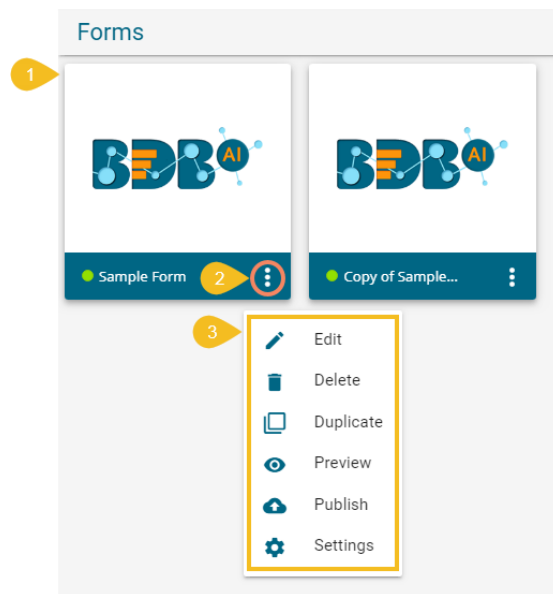 Forms
1
BDB AI
BDB AI
Sample Form
2
Copy of Sample...
3
Edit
Delete
Duplicate
Preview
Publish
Settings